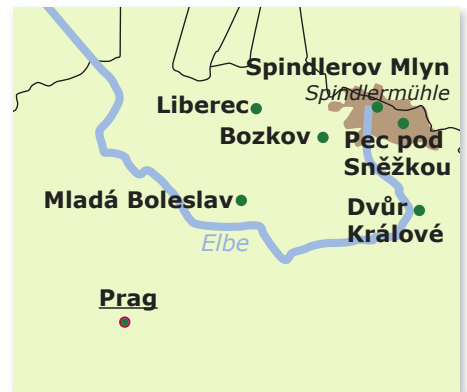 Spindlerov Mlyn
Spindlermühle
Liberec
Bozkov
Pec pod
Sněžkou
Mladá Boleslav
Dvůr
Králové
Elbe
Prag